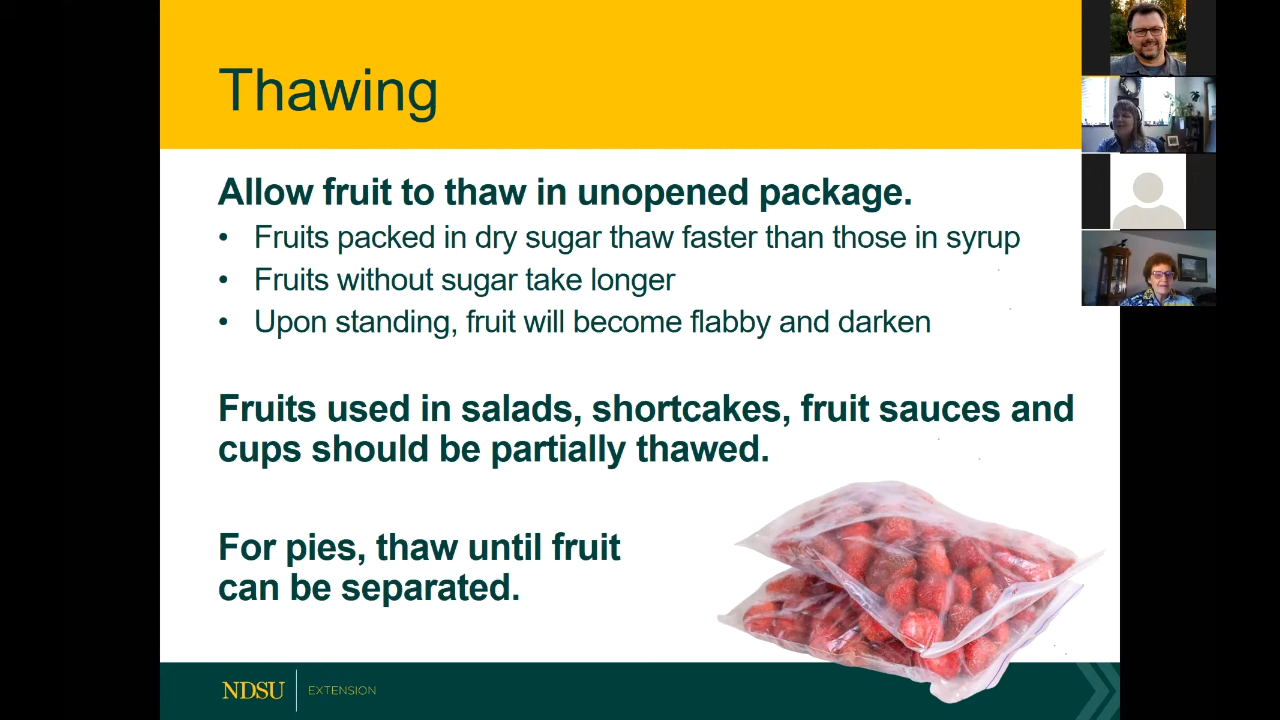 Thawing
Allow fruit to thaw in unopened package.
• Fruits packed in dry sugar thaw faster than those in syrup
• Fruits without sugar take longer
• Upon standing, fruit will become flabby and darken
Fruits used in salads, shortcakes, fruit sauces and
cups should be partially thawed.
For pies, thaw until fruit
can be separated.
NDSU EXTENSION